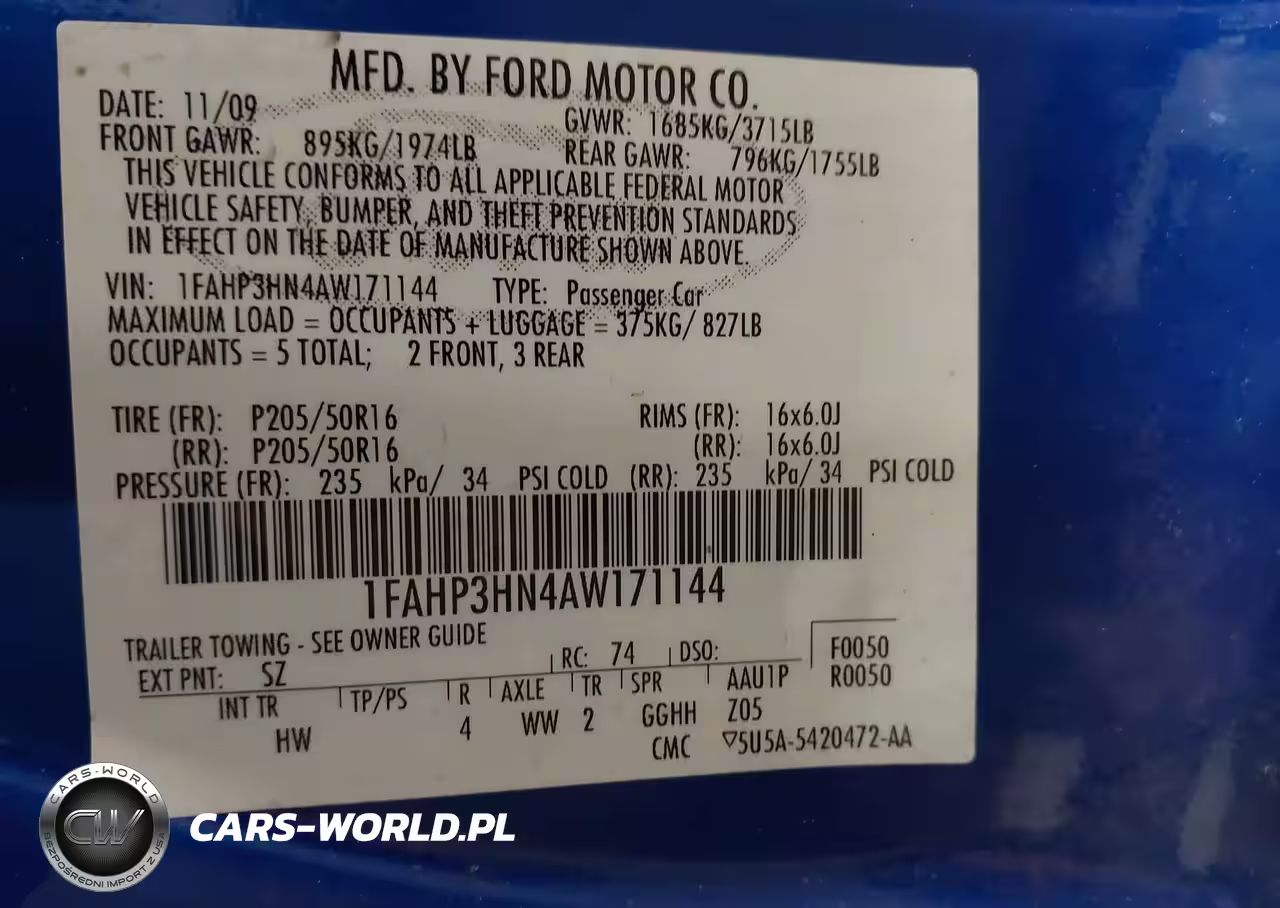 MFD. BY FORD MOTOR CO.
DATE: 11/09
GVWR: 1685KG/3715LB
FRONT GAWR: 895KG/1974LB
REAR GAWR: 796KG/1755LB
THIS VEHICLE CONFORMS TO ALL APPLICABLE FEDERAL MOTOR
VEHICLE SAFETY, BUMPER, AND THEFT PREVENTION STANDARDS
IN EFFECT ON THE DATE OF MANUFACTURE SHOWN ABOVE.
VIN: 1FAHP3HN4AW171144 TYPE: Passenger Car
MAXIMUM LOAD = OCCUPANTS + LUGGAGE = 375KG/ 827LB
OCCUPANTS = 5 TOTAL; 2 FRONT, 3 REAR
TIRE (FR): P205/50R16 RIMS (FR): 16x6.0J
(RR): P205/50R16 (RR): 16x6.0J
PRESSURE (FR): 235 kPa/ 34 PSI COLD (RR): 235 kPa/ 34 PSI COLD
1FAHP3HN4AW171144
TRAILER TOWING - SEE OWNER GUIDE
EXT PNT: SZ RC: 74 DSO: F0050
INT TR TP/PS R AXLE TR SPR AAU1P R0050
HW 4 WW 2 GGHH Z05
CMC ▽5U5A-5420472-AA
CARS-WORLD
CW
BEZPOŚREDNI IMPORT Z USA
CARS-WORLD.PL